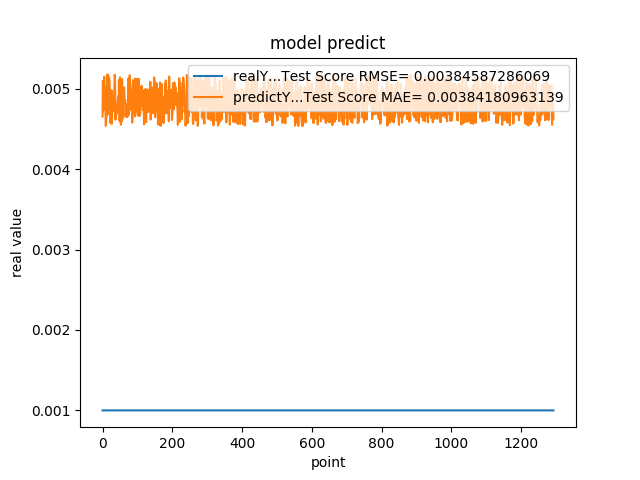 model predict
realY...Test Score RMSE= 0.00384587286069
predictY...Test Score MAE= 0.00384180963139
0.005
0.004
0.003
0.002
0.001
real value
0 200 400 600 800 1000 1200
point